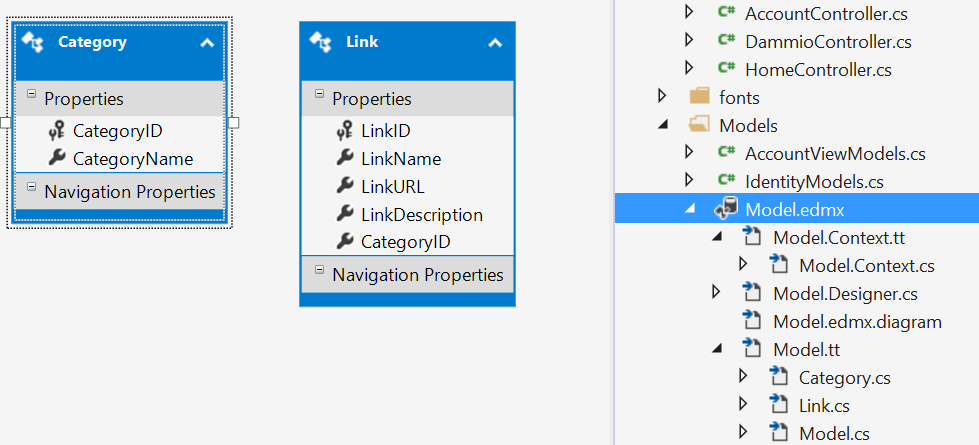 Category
Properties
CategoryID
CategoryName
Navigation Properties
Link
Properties
LinkID
LinkName
LinkURL
LinkDescription
CategoryID
Navigation Properties
C# AccountController.cs
C# DammioController.cs
C# HomeController.cs
fonts
Models
C# AccountViewModels.cs
C# IdentityModels.cs
Model.edmx
Model.Context.tt
Model.Context.cs
Model.Designer.cs
Model.edmx.diagram
Model.tt
Category.cs
Link.cs
Model.cs